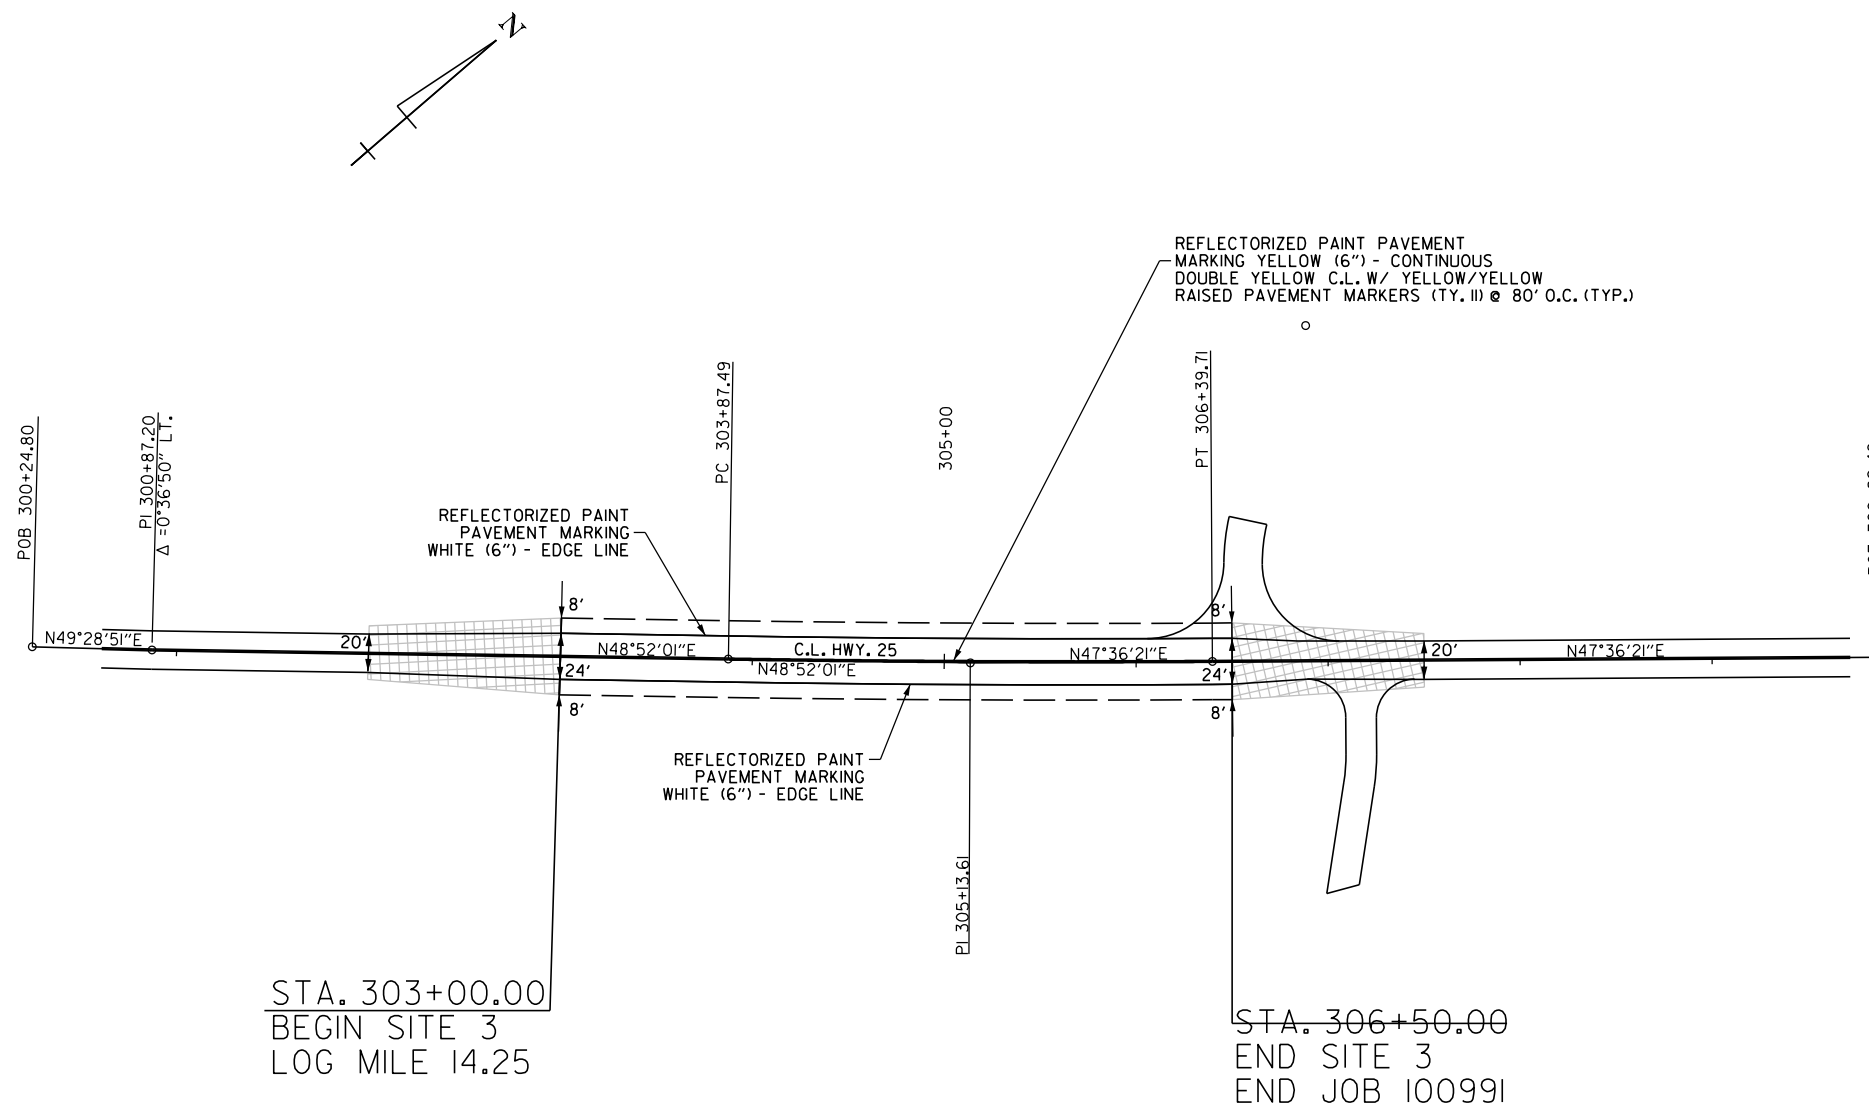 N
REFLECTORIZED PAINT PAVEMENT
MARKING YELLOW (6") - CONTINUOUS
DOUBLE YELLOW C.L. W/ YELLOW/YELLOW
RAISED PAVEMENT MARKERS (TY. II) @ 80' O.C. (TYP.)
POB 300+24.80
PI 300+87.20
Δ =0°36'50" LT.
PC 303+87.49
305+00
PT 306+39.71
REFLECTORIZED PAINT
PAVEMENT MARKING
WHITE (6") - EDGE LINE
8'
8'
N49°28'51"E
20'
N48°52'01"E
C.L. HWY. 25
N47°36'21"E
20'
N47°36'21"E
24'
N48°52'01"E
24'
8'
8'
REFLECTORIZED PAINT
PAVEMENT MARKING
WHITE (6") - EDGE LINE
PI 305+13.61
STA. 303+00.00
BEGIN SITE 3
LOG MILE 14.25
STA. 306+50.00
END SITE 3
END JOB 100991